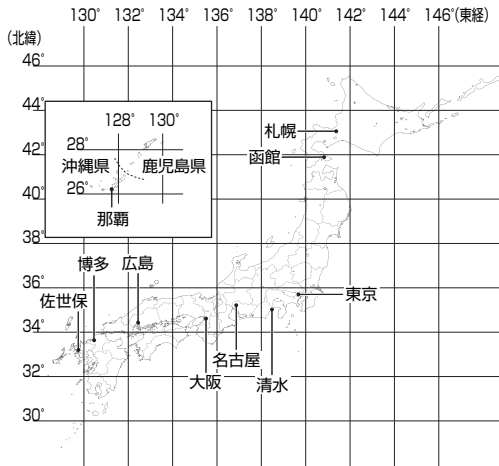 130° 132° 134° 136° 138° 140° 142° 144° 146°(東経)
(北緯)
46°
44°
42°
40°
38°
36°
34°
32°
30°
128° 130°
28°
沖縄県 鹿児島県
26°
那覇
札幌
函館
博多 広島
佐世保
東京
名古屋
大阪 清水